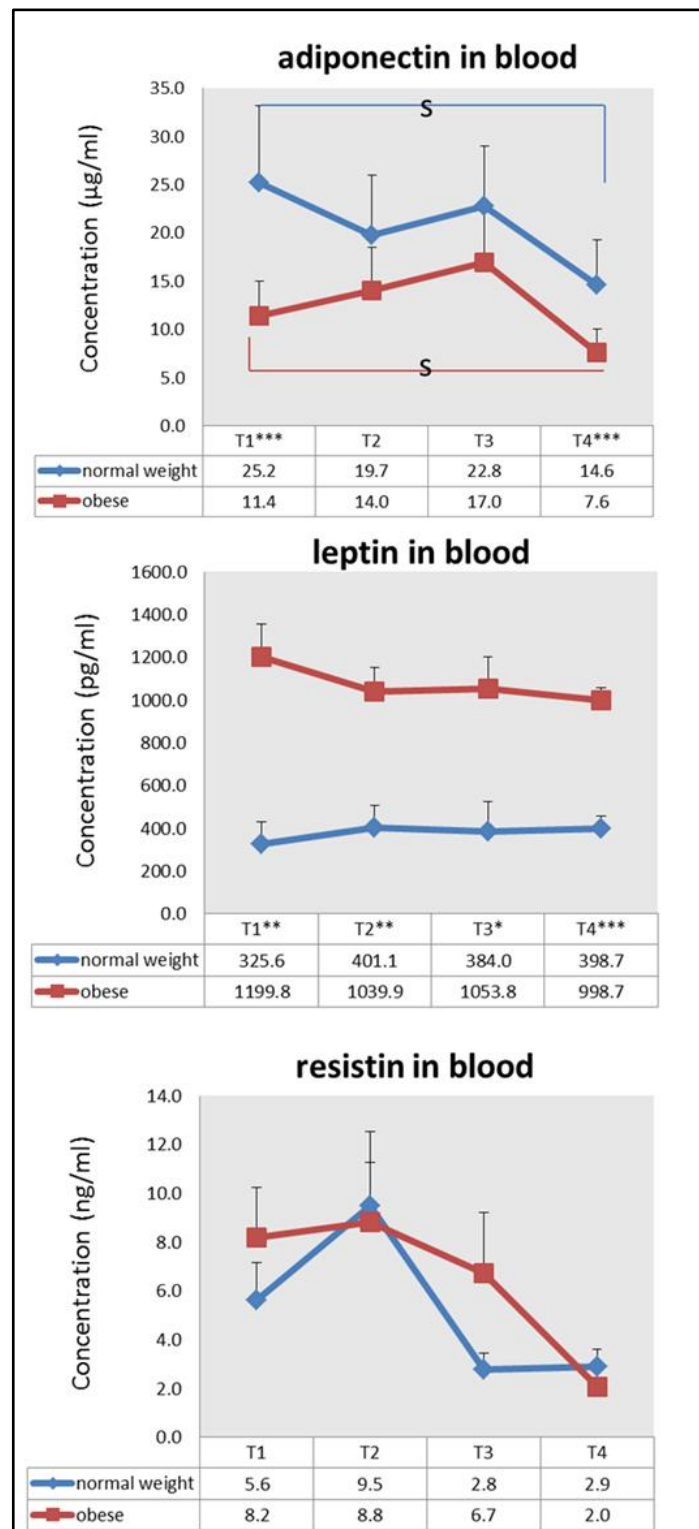 adiponectin in blood
Concentration (µg/ml)
35.0
30.0
25.0
20.0
15.0
10.0
5.0
0.0
S
S
T1*** T2 T3 T4***
normal weight 25.2 19.7 22.8 14.6
obese 11.4 14.0 17.0 7.6
leptin in blood
Concentration (pg/ml)
1600.0
1400.0
1200.0
1000.0
800.0
600.0
400.0
200.0
0.0
T1** T2** T3* T4***
normal weight 325.6 401.1 384.0 398.7
obese 1199.8 1039.9 1053.8 998.7
resistin in blood
Concentration (ng/ml)
14.0
12.0
10.0
8.0
6.0
4.0
2.0
0.0
T1 T2 T3 T4
normal weight 5.6 9.5 2.8 2.9
obese 8.2 8.8 6.7 2.0